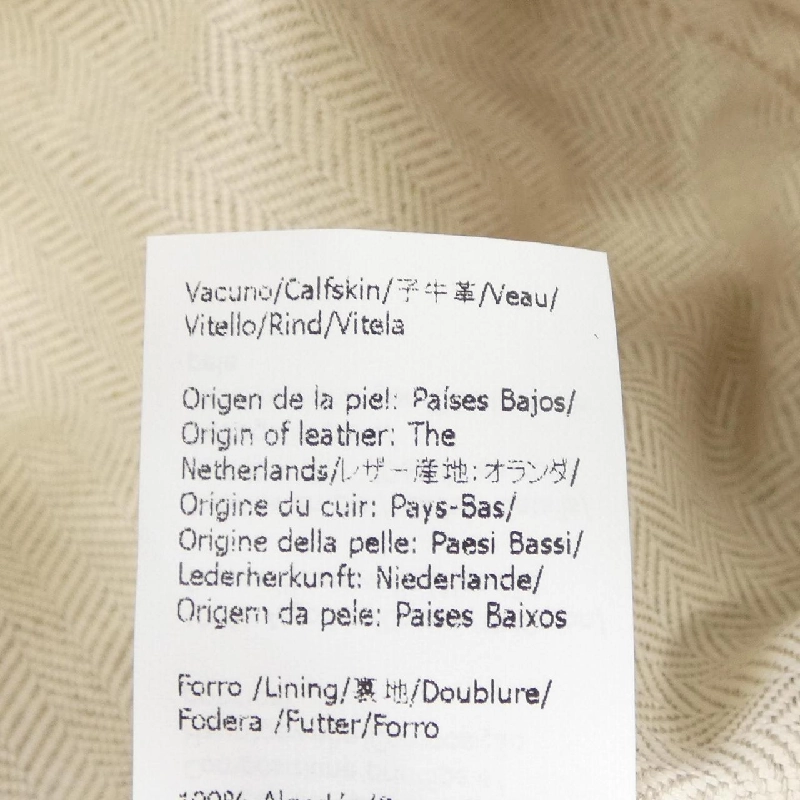 Vacuno/Calfskin/子牛革/Veau/
Vitello/Rind/Vitela
Origen de la piel: Países Bajos/
Origin of leather: The
Netherlands/レザー産地:オランダ/
Origine du cuir: Pays-Bas/
Origine della pelle: Paesi Bassi/
Lederherkunft: Niederlande/
Origem da pele: Paises Baixos
Forro /Lining/裏地/Doublure/
Fodera /Futter/Forro
100%